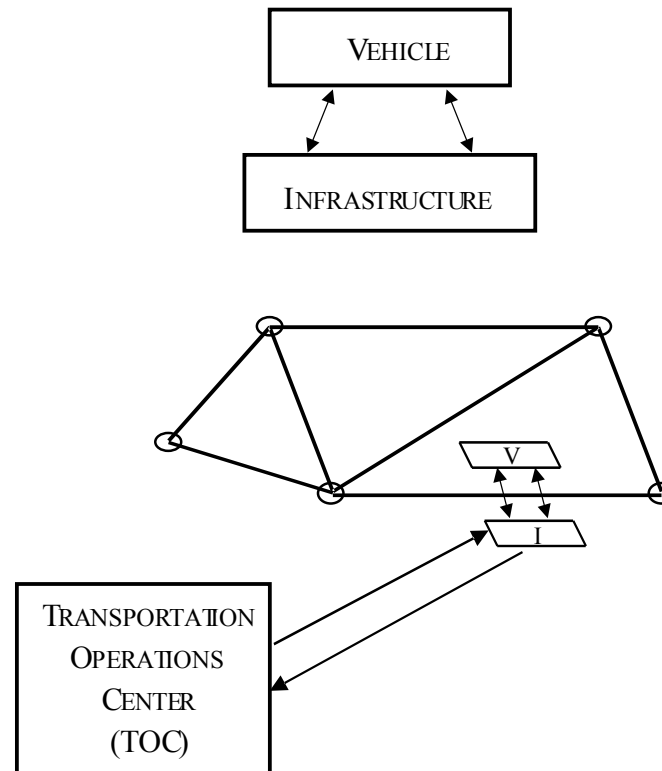 VEHICLE
INFRASTRUCTURE
V
I
TRANSPORTATION
OPERATIONS
CENTER
(TOC)